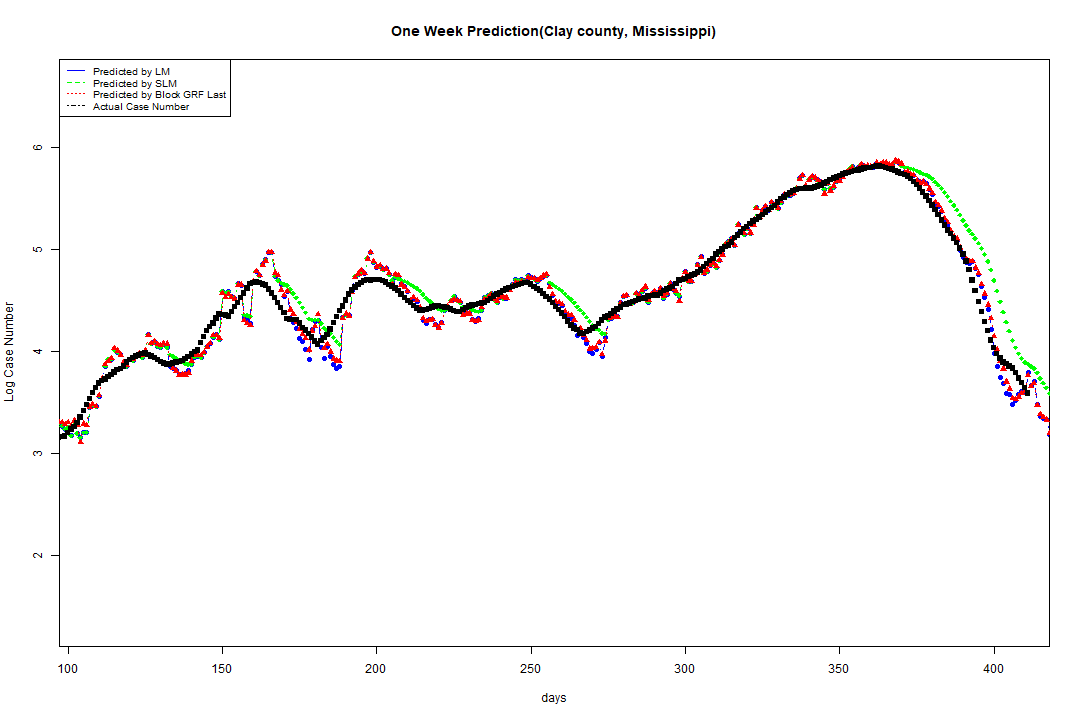 One Week Prediction(Clay county, Mississippi)
Predicted by LM
Predicted by SLM
Predicted by Block GRF Last
Actual Case Number
6
5
4
3
2
Log Case Number
100 150 200 250 300 350 400
days